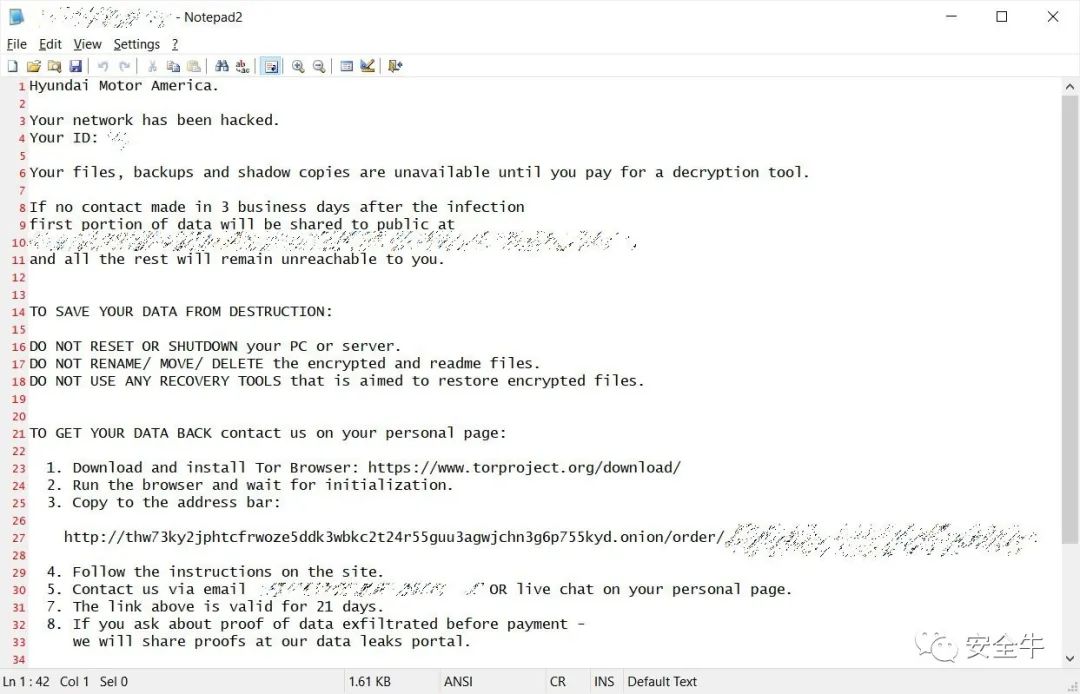 - Notepad2
File Edit View Settings ?
1 Hyundai Motor America.
2
3 Your network has been hacked.
4 Your ID:
5
6 Your files, backups and shadow copies are unavailable until you pay for a decryption tool.
7
8 If no contact made in 3 business days after the infection
9 first portion of data will be shared to public at
10
11 and all the rest will remain unreachable to you.
12
13
14 TO SAVE YOUR DATA FROM DESTRUCTION:
15
16 DO NOT RESET OR SHUTDOWN your PC or server.
17 DO NOT RENAME/ MOVE/ DELETE the encrypted and readme files.
18 DO NOT USE ANY RECOVERY TOOLS that is aimed to restore encrypted files.
19
20
21 TO GET YOUR DATA BACK contact us on your personal page:
22
23 1. Download and install Tor Browser: https://www.torproject.org/download/
24 2. Run the browser and wait for initialization.
25 3. Copy to the address bar:
26
27 http://thw73ky2jphtcfrwoze5ddk3wbkc2t24r55guu3agwjchn3g6p755kyd.onion/order/
28
29 4. Follow the instructions on the site.
30 5. Contact us via email OR live chat on your personal page.
31 7. The link above is valid for 21 days.
32 8. If you ask about proof of data exfiltrated before payment -
33 we will share proofs at our data leaks portal.
34
安全牛
Ln 1 : 42 Col 1 Sel 0 1.61 KB ANSI CR INS Default Text